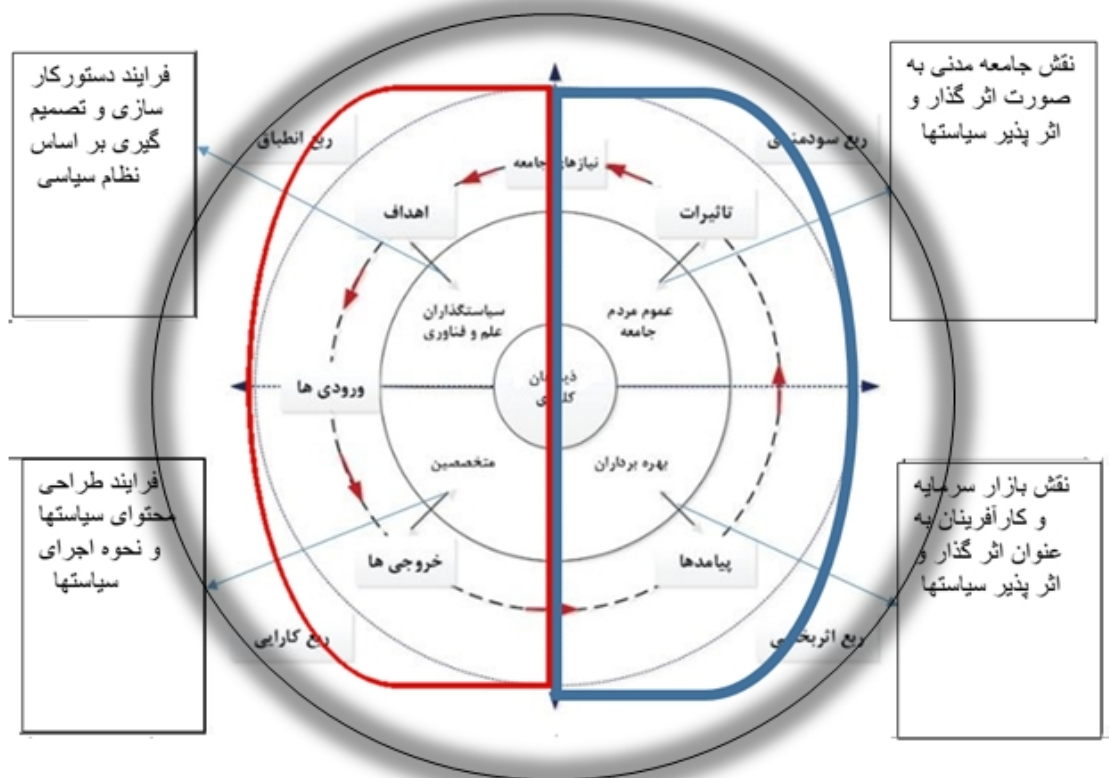 نقش جامعه مدنی به
صورت اثر گذار و
اثر پذیر سیاستها
فرایند دستورکار
سازی و تصمیم
گیری بر اساس
نظام سیاسی
ربع سودمندی
ربع انطباق
نیازهای جامعه
تاثیرات
اهداف
عموم مردم
جامعه
سیاستگذاران
علم و فناوری
ذینفعان
کلیدی
ورودی ها
بهره برداران
متخصصین
پیامدها
خروجی ها
ربع اثربخشی
ربع کارایی
نقش بازار سرمایه
و کارآفرینان به
عنوان اثر گذار و
اثر پذیر سیاستها
فرایند طراحی
محتوای سیاستها
و نحوه اجرای
سیاستها